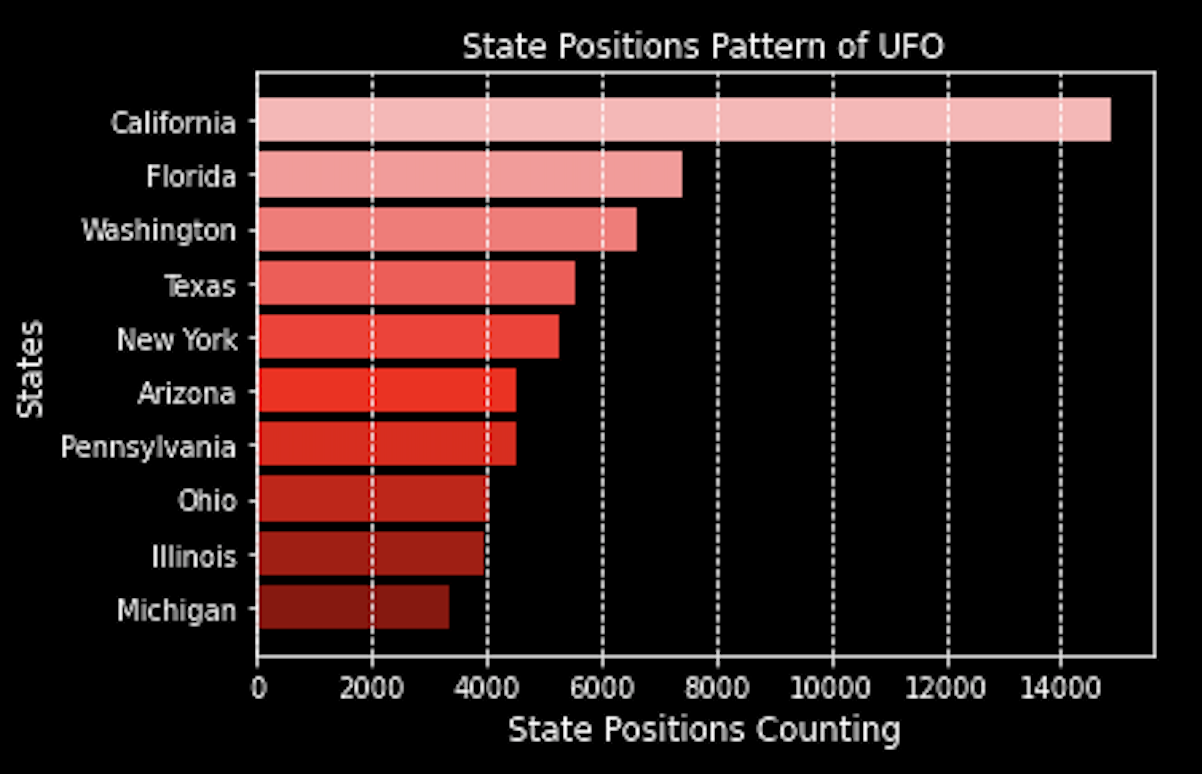 State Positions Pattern of UFO
California
Florida
Washington
Texas
New York
Arizona
Pennsylvania
Ohio
Illinois
Michigan
States
0 2000 4000 6000 8000 10000 12000 14000
State Positions Counting